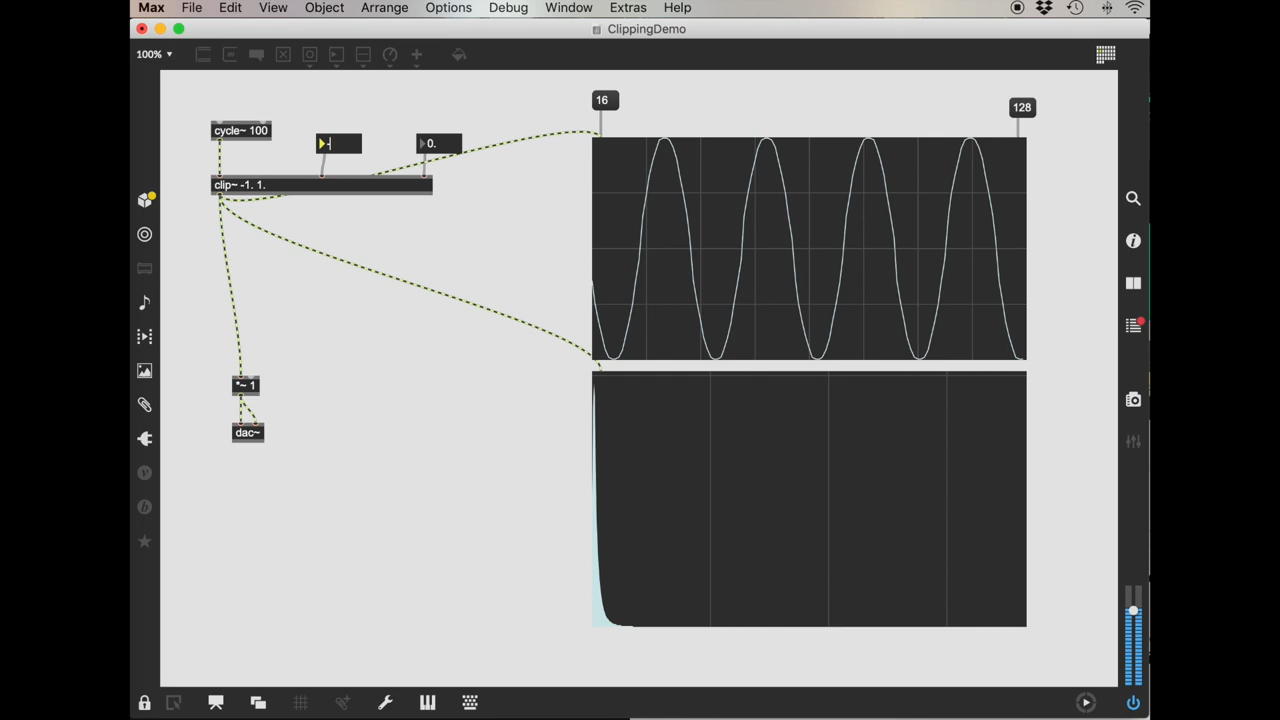 Max File Edit View Object Arrange Options Debug Window Extras Help
ClippingDemo
100%
16
128
cycle~ 100
-
0.
clip~ -1. 1.
*~ 1
dac~